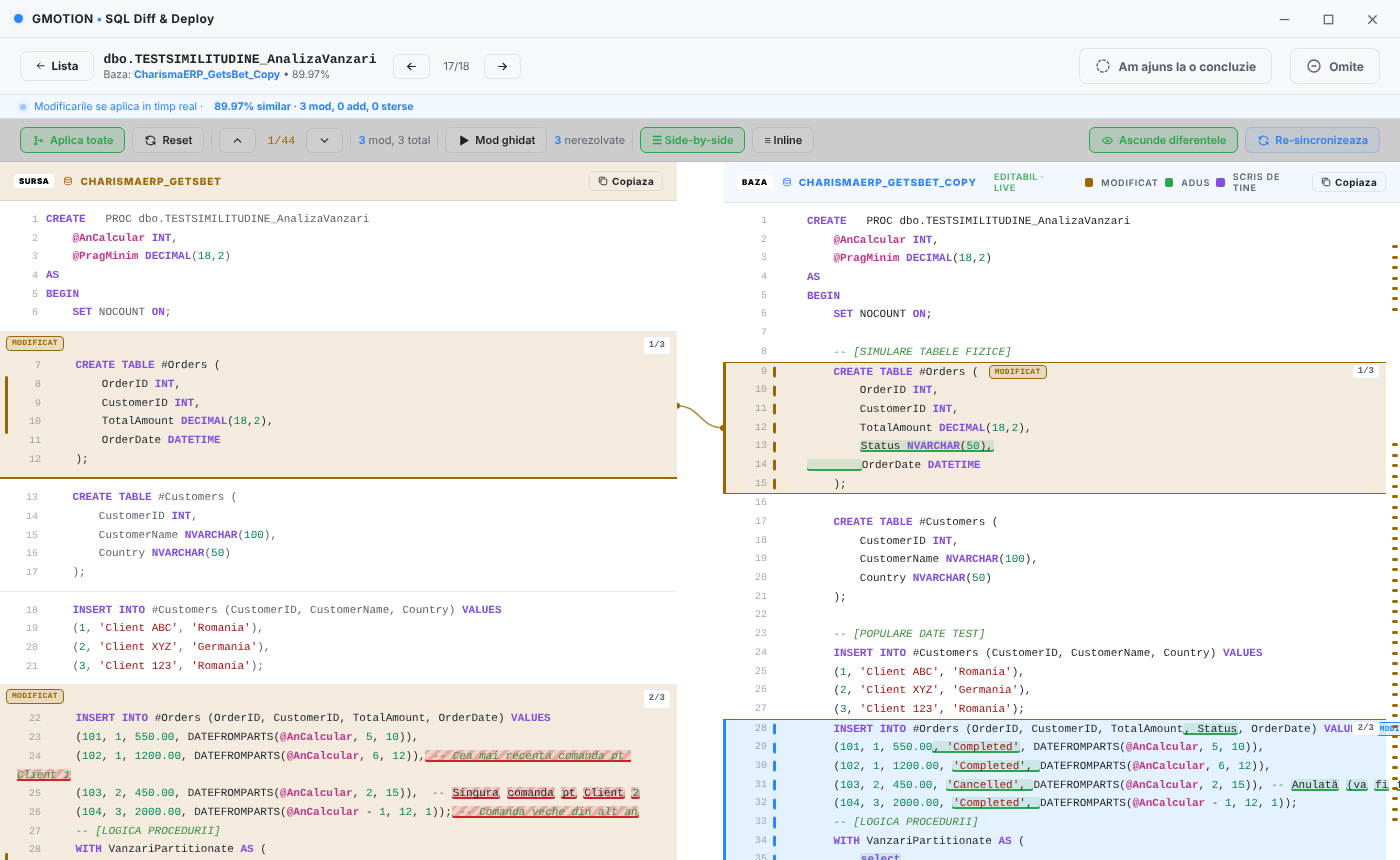 GMOTION • SQL Diff & Deploy
← Lista
dbo.TESTSIMILITUDINE_AnalizaVanzari
Baza: CharismaERP_GetsBet_Copy • 89.97%
← 17/18 →
Am ajuns la o concluzie
Omite
Modificarile se aplica in timp real · 89.97% similar · 3 mod, 0 add, 0 sterse
Aplica toate
Reset
1/44
3 mod, 3 total
Mod ghidat
3 nerezolvate
Side-by-side
Inline
Ascunde diferentele
Re-sincronizeaza
SURSA CHARISMAERP_GETSBET
Copiaza
1 CREATE   PROC dbo.TESTSIMILITUDINE_AnalizaVanzari
2 @AnCalcular INT,
3 @PragMinim DECIMAL(18,2)
4 AS
5 BEGIN
6 SET NOCOUNT ON;
MODIFICAT
1/3
7 CREATE TABLE #Orders (
8 OrderID INT,
9 CustomerID INT,
10 TotalAmount DECIMAL(18,2),
11 OrderDate DATETIME
12 );
13 CREATE TABLE #Customers (
14 CustomerID INT,
15 CustomerName NVARCHAR(100),
16 Country NVARCHAR(50)
17 );
18 INSERT INTO #Customers (CustomerID, CustomerName, Country) VALUES
19 (1, 'Client ABC', 'Romania'),
20 (2, 'Client XYZ', 'Germania'),
21 (3, 'Client 123', 'Romania');
MODIFICAT
2/3
22 INSERT INTO #Orders (OrderID, CustomerID, TotalAmount, OrderDate) VALUES
23 (101, 1, 550.00, DATEFROMPARTS(@AnCalcular, 5, 10)),
24 (102, 1, 1200.00, DATEFROMPARTS(@AnCalcular, 6, 12)), -- Cea mai recenta comanda pt
Client 1
25 (103, 2, 450.00, DATEFROMPARTS(@AnCalcular, 2, 15)),  -- Singura comanda pt Client 2
26 (104, 3, 2000.00, DATEFROMPARTS(@AnCalcular - 1, 12, 1)); -- Comanda veche din alt an
27 -- [LOGICA PROCEDURII]
28 WITH VanzariPartitionate AS (
BAZA CHARISMAERP_GETSBET_COPY
EDITABIL · LIVE
MODIFICAT
ADUS
SCRIS DE TINE
Copiaza
1 CREATE   PROC dbo.TESTSIMILITUDINE_AnalizaVanzari
2 @AnCalcular INT,
3 @PragMinim DECIMAL(18,2)
4 AS
5 BEGIN
6 SET NOCOUNT ON;
7
8 -- [SIMULARE TABELE FIZICE]
9 CREATE TABLE #Orders ( MODIFICAT
1/3
10 OrderID INT,
11 CustomerID INT,
12 TotalAmount DECIMAL(18,2),
13 Status NVARCHAR(50),
14 OrderDate DATETIME
15 );
16
17 CREATE TABLE #Customers (
18 CustomerID INT,
19 CustomerName NVARCHAR(100),
20 Country NVARCHAR(50)
21 );
22
23 -- [POPULARE DATE TEST]
24 INSERT INTO #Customers (CustomerID, CustomerName, Country) VALUES
25 (1, 'Client ABC', 'Romania'),
26 (2, 'Client XYZ', 'Germania'),
27 (3, 'Client 123', 'Romania');
28 INSERT INTO #Orders (OrderID, CustomerID, TotalAmount, Status, OrderDate) VALU
2/3
29 (101, 1, 550.00, 'Completed', DATEFROMPARTS(@AnCalcular, 5, 10)),
30 (102, 1, 1200.00, 'Completed', DATEFROMPARTS(@AnCalcular, 6, 12)),
31 (103, 2, 450.00, 'Cancelled', DATEFROMPARTS(@AnCalcular, 2, 15)), -- Anulată (va fi
32 (104, 3, 2000.00, 'Completed', DATEFROMPARTS(@AnCalcular - 1, 12, 1));
33 -- [LOGICA PROCEDURII]
34 WITH VanzariPartitionate AS (
35 select